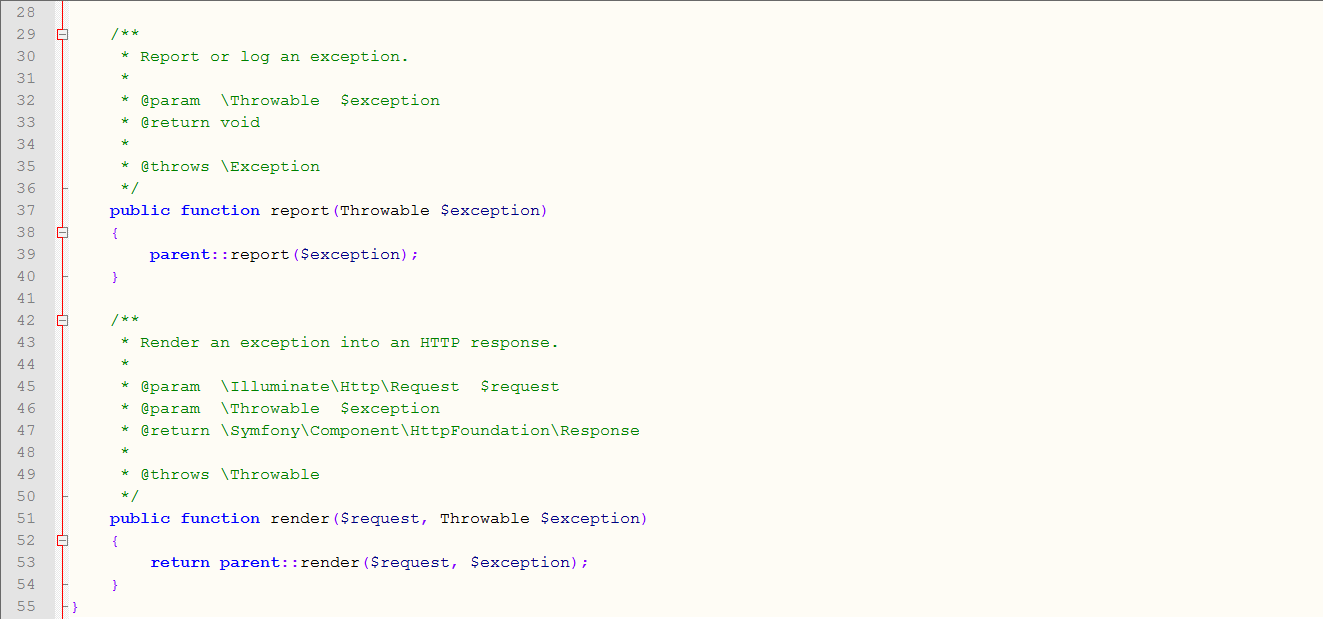 28
29 /**
30 * Report or log an exception.
31 *
32 * @param  \Throwable  $exception
33 * @return void
34 *
35 * @throws \Exception
36 */
37 public function report(Throwable $exception)
38 {
39 parent::report($exception);
40 }
41
42 /**
43 * Render an exception into an HTTP response.
44 *
45 * @param  \Illuminate\Http\Request  $request
46 * @param  \Throwable  $exception
47 * @return \Symfony\Component\HttpFoundation\Response
48 *
49 * @throws \Throwable
50 */
51 public function render($request, Throwable $exception)
52 {
53 return parent::render($request, $exception);
54 }
55 }